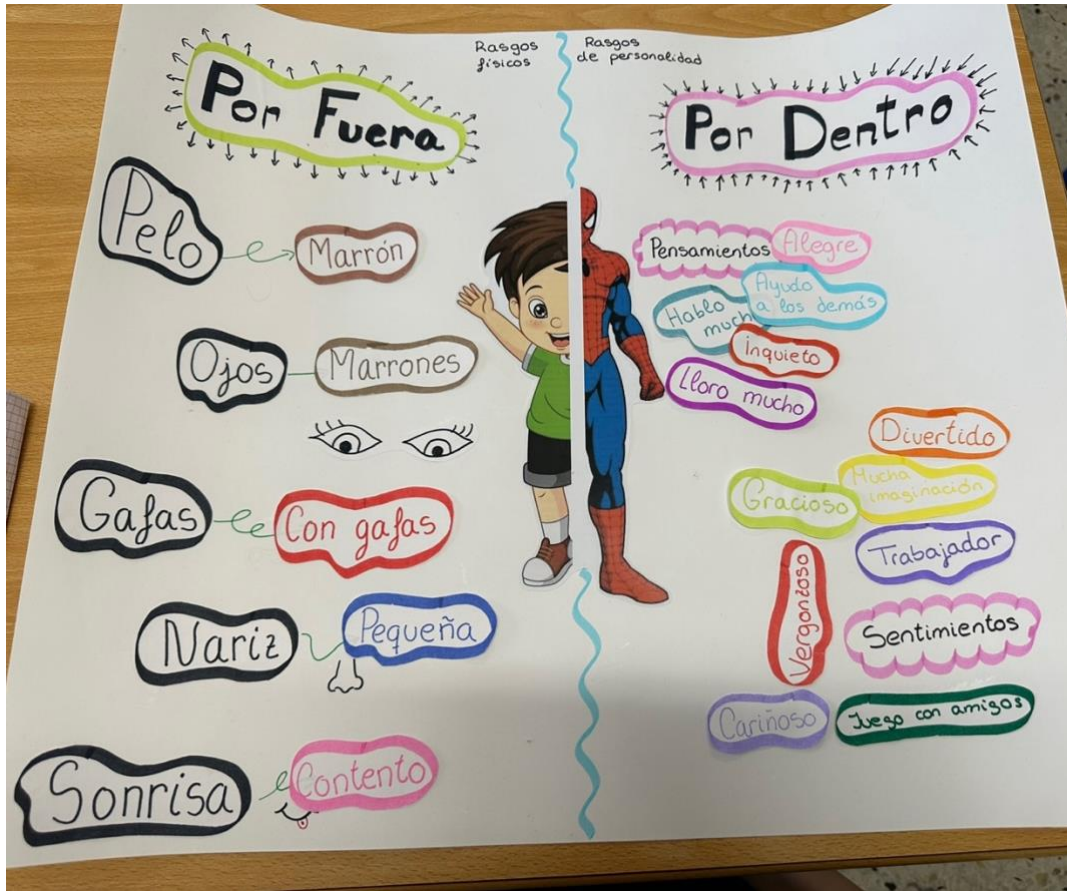 Rasgos
físicos
Por Fuera
Pelo
Marrón
Ojos
Marrones
Gafas
Con gafas
Nariz
Pequeña
Sonrisa
Contento
Rasgos
de personalidad
Por Dentro
Pensamientos
Alegre
Ayudo
a los demás
Hablo
much
inquieto
Lloro mucho
Divertido
Mucha
imaginación
Gracioso
Trabajador
Vergonzoso
Sentimientos
Cariñoso
Juego con amigos